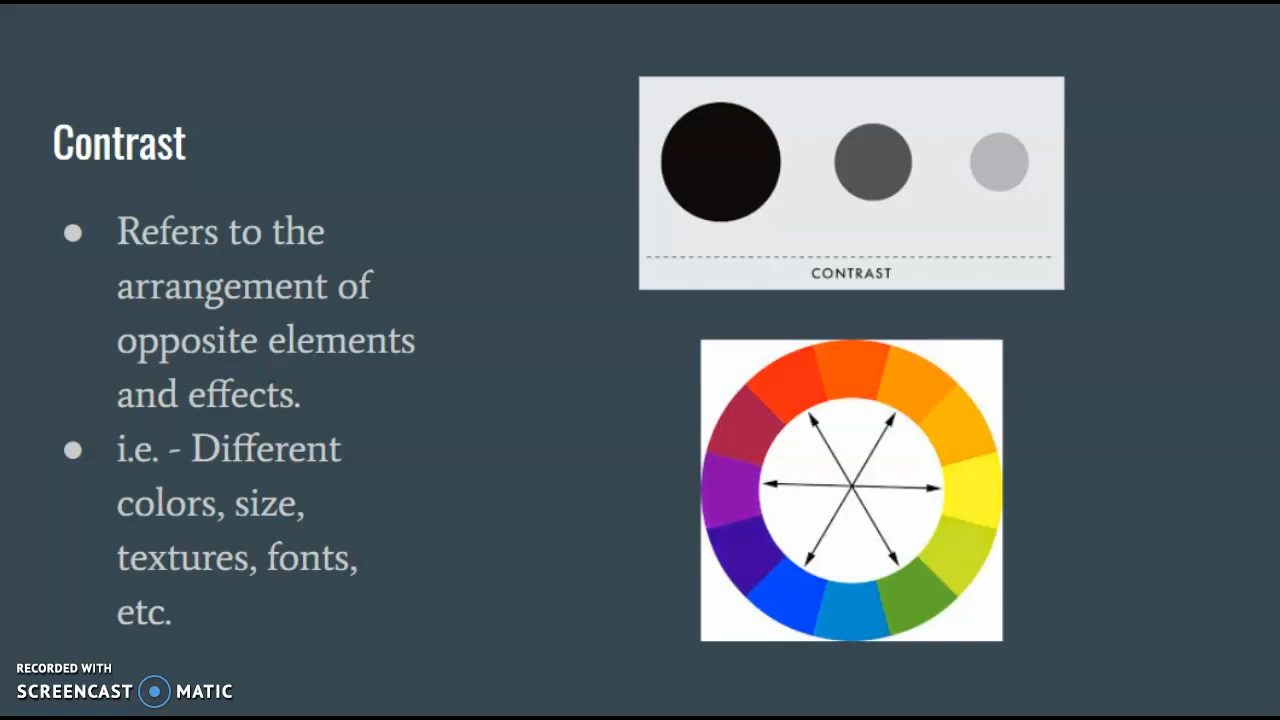 Contrast
● Refers to the
arrangement of
opposite elements
and effects.
● i.e. - Different
colors, size,
textures, fonts,
etc.
CONTRAST
RECORDED WITH
SCREENCAST MATIC